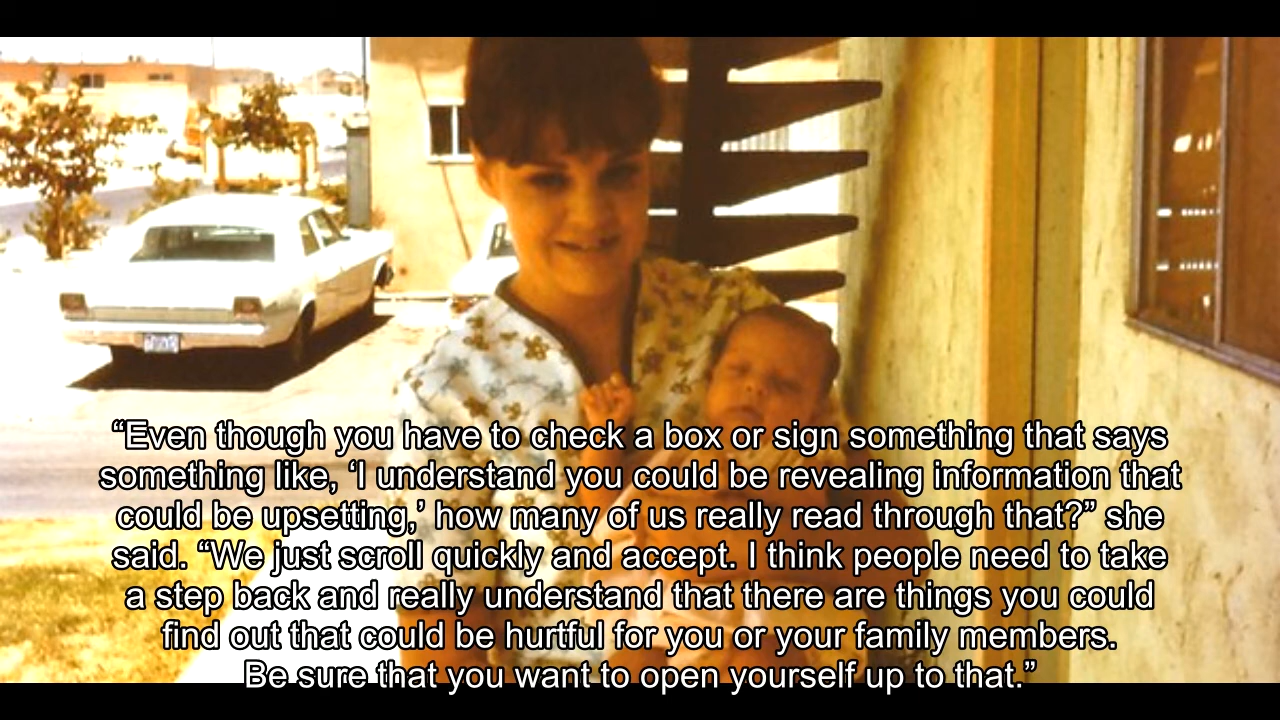 “Even though you have to check a box or sign something that says
something like, ‘I understand you could be revealing information that
could be upsetting,’ how many of us really read through that?” she
said. “We just scroll quickly and accept. I think people need to take
a step back and really understand that there are things you could
find out that could be hurtful for you or your family members.
Be sure that you want to open yourself up to that.”